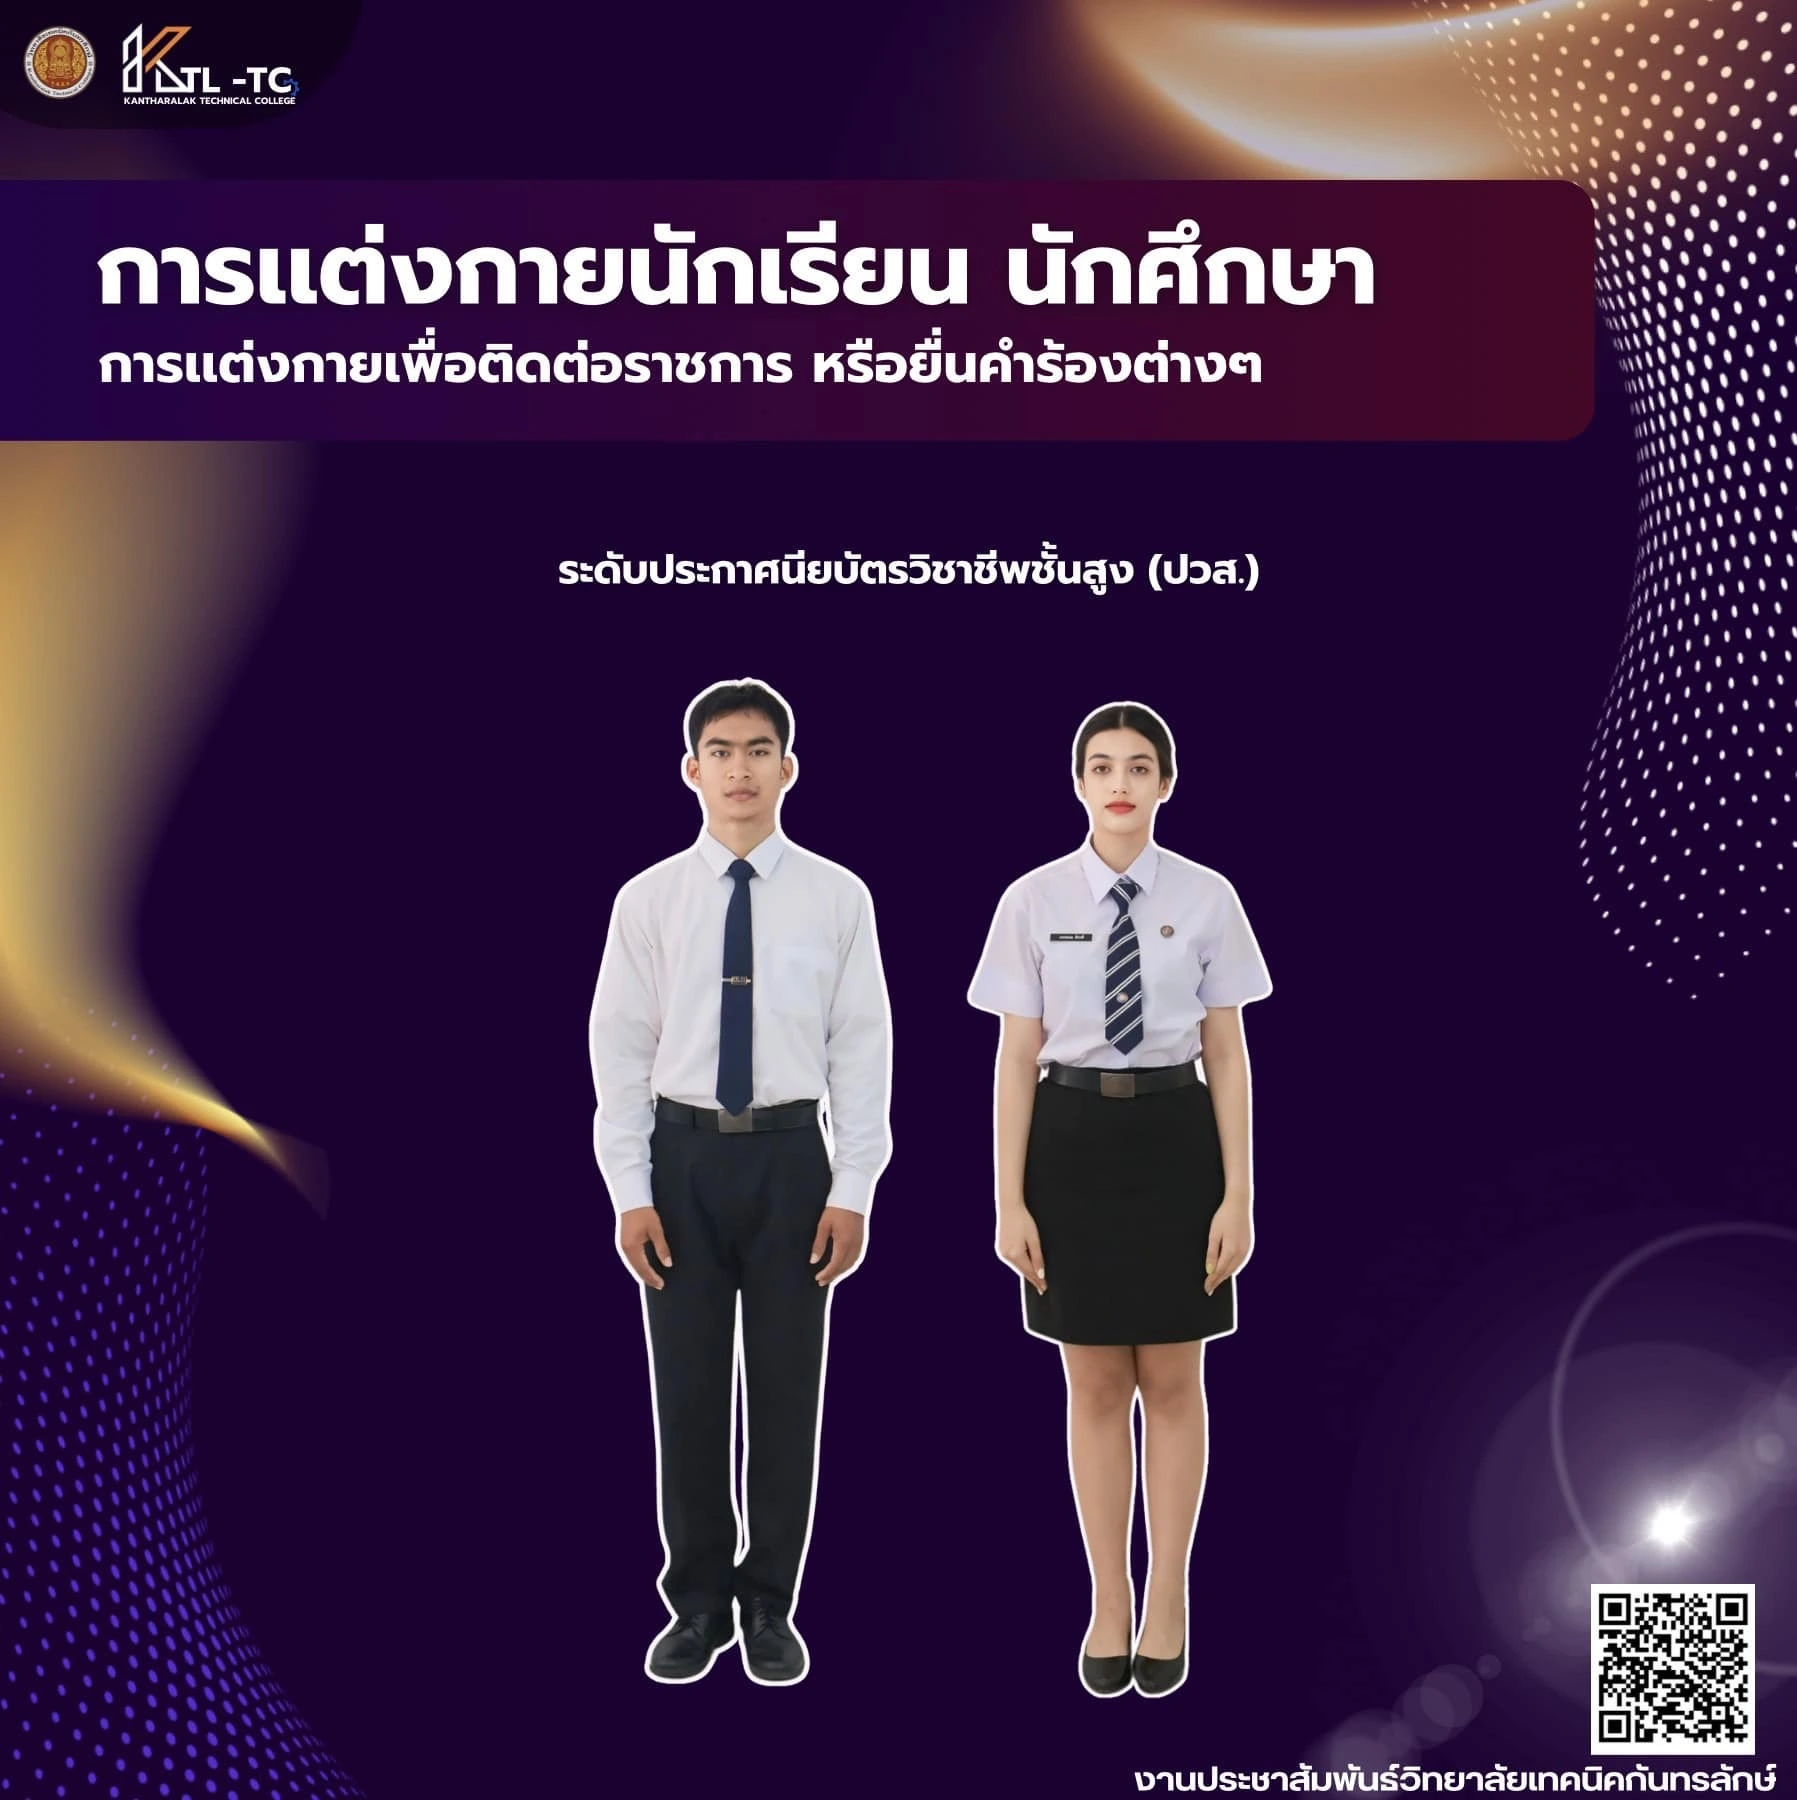 KTL -TC
KANTHARALAK TECHNICAL COLLEGE
การแต่งกายนักเรียน นักศึกษา
การแต่งกายเพื่อติดต่อราชการ หรือยื่นคำร้องต่างๆ
ระดับประกาศนียบัตรวิชาชีพชั้นสูง (ปวส.)
งานประชาสัมพันธ์วิทยาลัยเทคนิคกันทรลักษ์